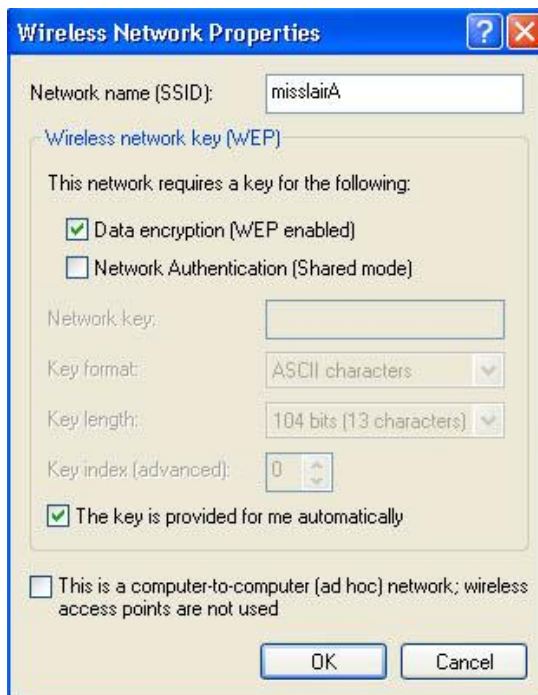 Wireless Network Properties
Network name (SSID): misslairA
Wireless network key (WEP)
This network requires a key for the following:
Data encryption (WEP enabled)
Network Authentication (Shared mode)
Network key:
Key format: ASCII characters
Key length: 104 bits (13 characters)
Key index (advanced): 0
The key is provided for me automatically
This is a computer-to-computer (ad hoc) network; wireless
access points are not used
OK Cancel